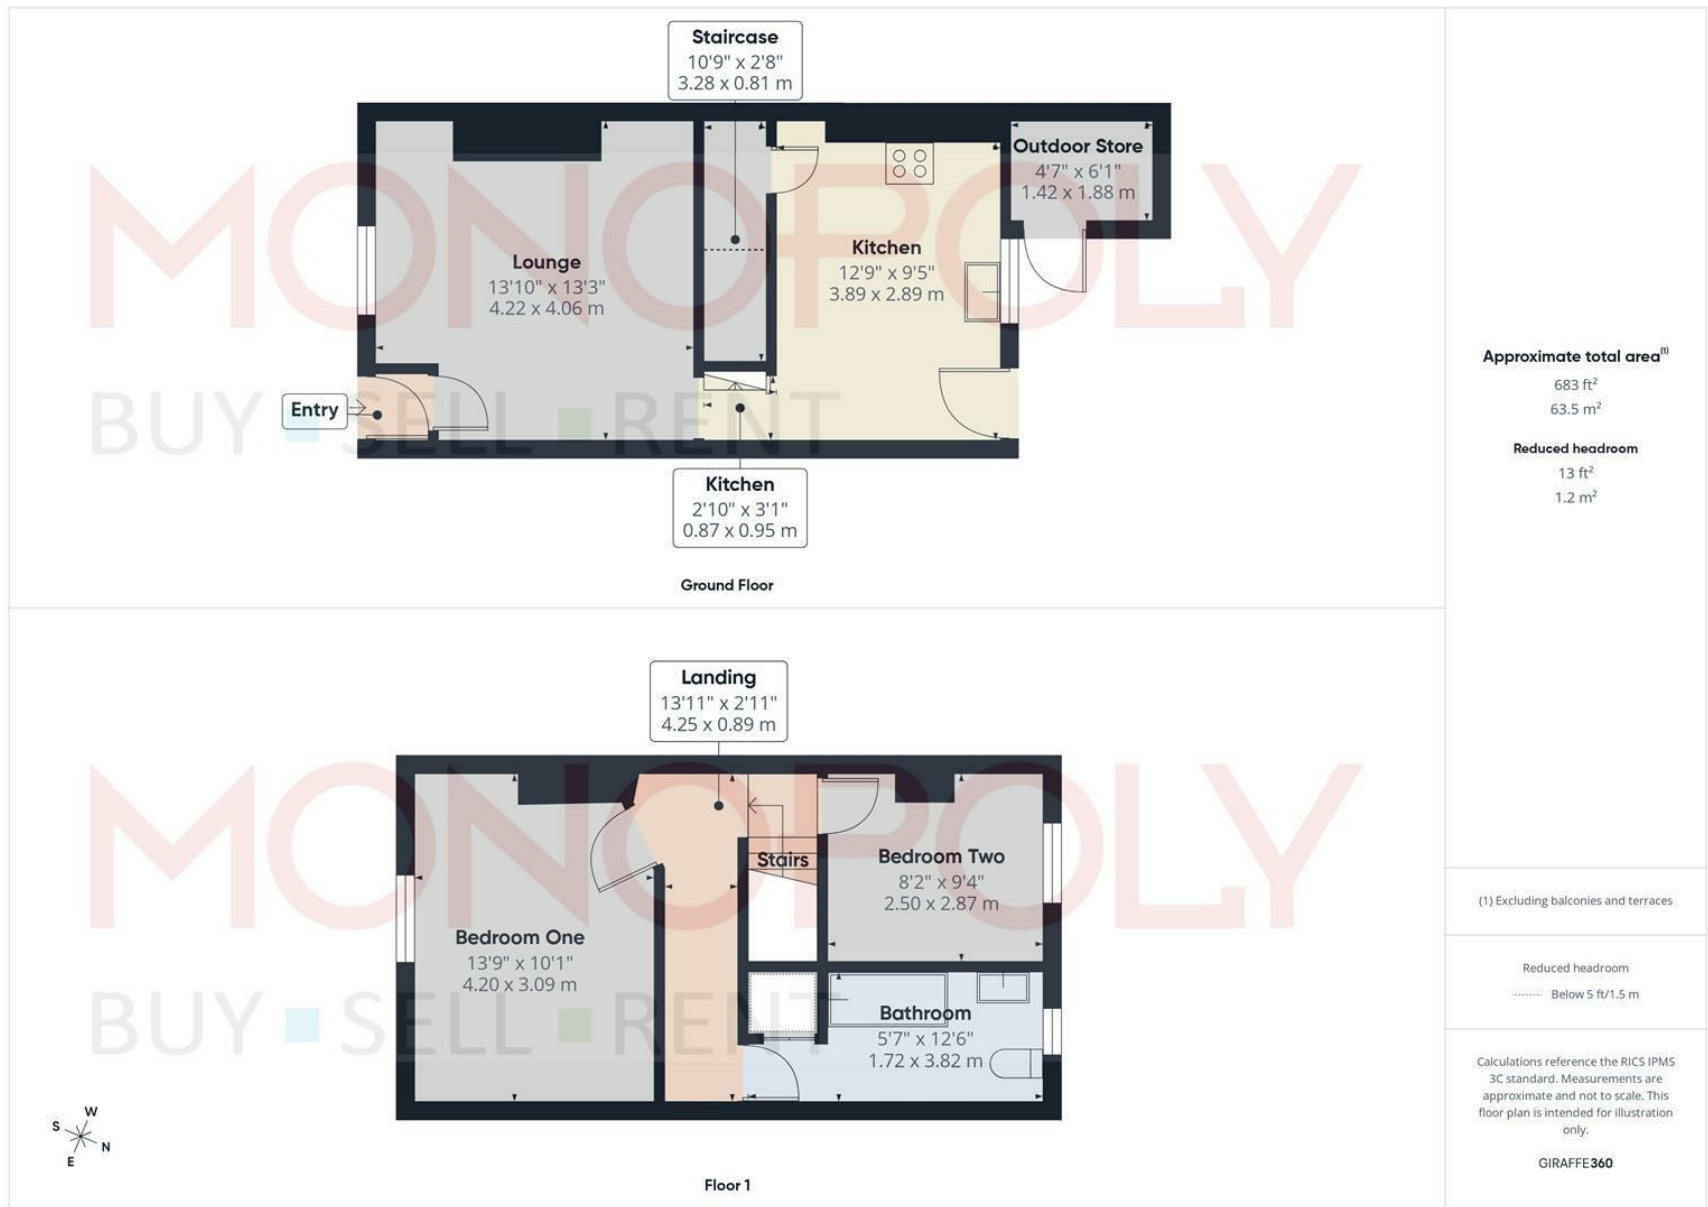 Staircase
10'9" x 2'8"
3.28 x 0.81 m
Outdoor Store
4'7" x 6'1"
1.42 x 1.88 m
Kitchen
12'9" x 9'5"
3.89 x 2.89 m
Lounge
13'10" x 13'3"
4.22 x 4.06 m
MONOPOLY
BUY SELL RENT
Entry
Kitchen
2'10" x 3'1"
0.87 x 0.95 m
Ground Floor
Landing
13'11" x 2'11"
4.25 x 0.89 m
Stairs
Bedroom Two
8'2" x 9'4"
2.50 x 2.87 m
Bedroom One
13'9" x 10'1"
4.20 x 3.09 m
MONOPOLY
BUY SELL RENT
Bathroom
5'7" x 12'6"
1.72 x 3.82 m
W
S
N
E
Floor 1
Approximate total area(1)
683 ft²
63.5 m²
Reduced headroom
13 ft²
1.2 m²
(1) Excluding balconies and terraces
Reduced headroom
Below 5 ft/1.5 m
Calculations reference the RICS IPMS
3C standard. Measurements are
approximate and not to scale. This
floor plan is intended for illustration
only.
GIRAFFE360